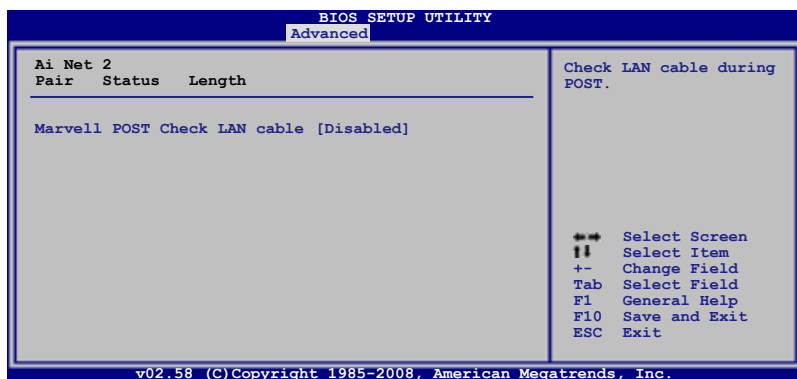 BIOS SETUP UTILITY
Advanced
Ai Net 2
Pair Status Length
Marvell POST Check LAN cable [Disabled]
Check LAN cable during
POST.
Select Screen
Select Item
+- Change Field
Tab Select Field
F1 General Help
F10 Save and Exit
ESC Exit
v02.58 (C)Copyright 1985-2008, American Megatrends, Inc.